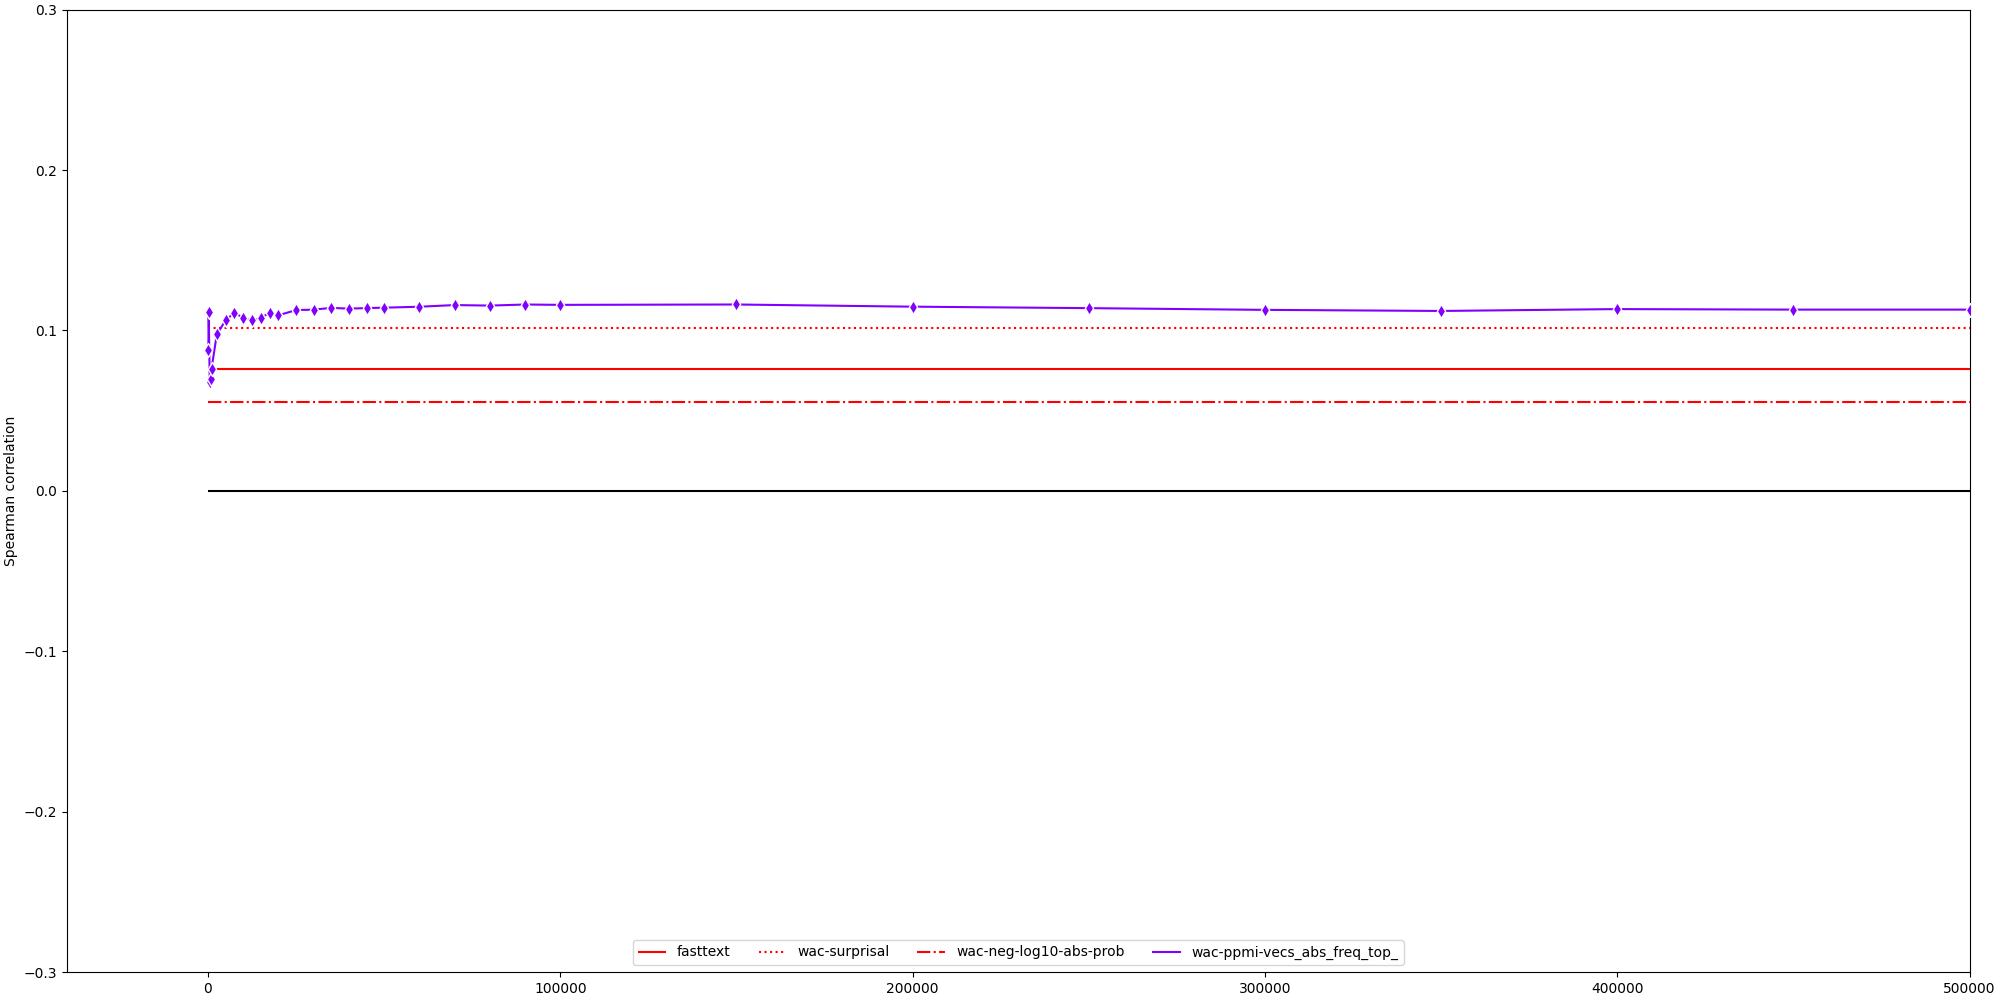 0.3
0.2
0.1
0.0
−0.1
−0.2
−0.3
Spearman correlation
fasttext wac-surprisal wac-neg-log10-abs-prob wac-ppmi-vecs_abs_freq_top_
0 100000 200000 300000 400000 500000